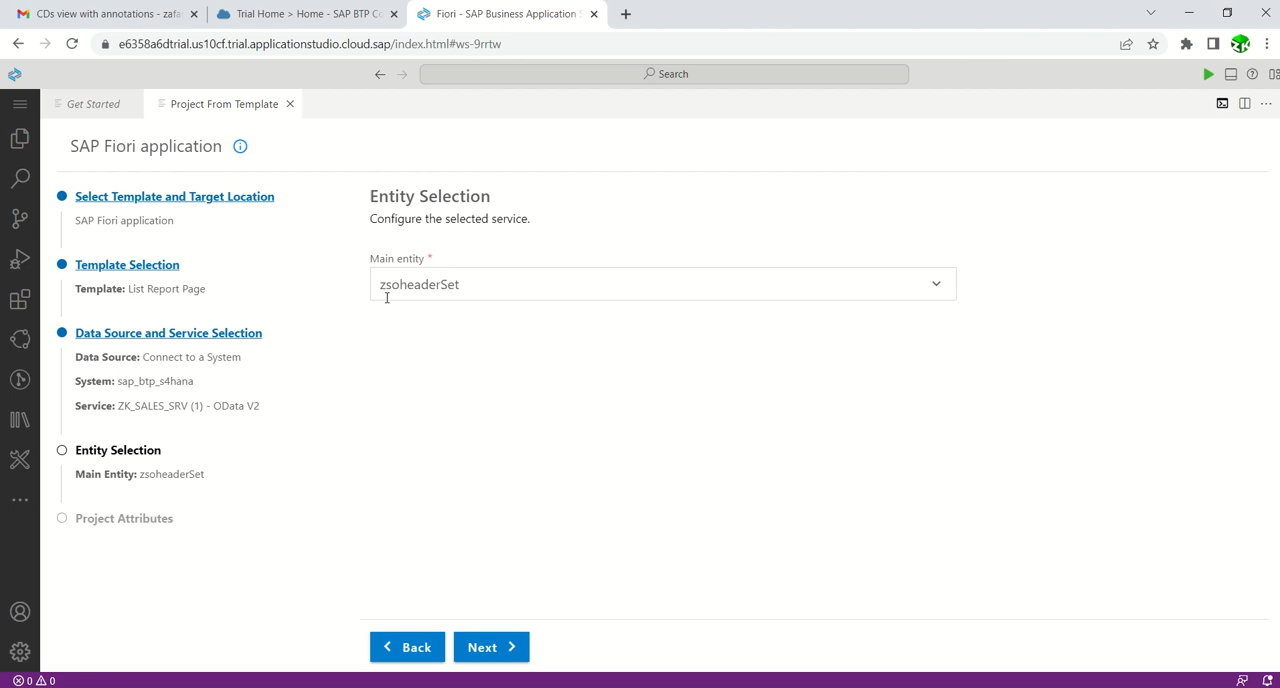 CDs view with annotations - zafa
Trial Home > Home - SAP BTP Co
Fiori - SAP Business Application S
e6358a6dtrial.us10cf.trial.applicationstudio.cloud.sap/index.html#ws-9rrtw
ZK
Search
Get Started
Project From Template
SAP Fiori application
Select Template and Target Location
SAP Fiori application
Template Selection
Template: List Report Page
Data Source and Service Selection
Data Source: Connect to a System
System: sap_btp_s4hana
Service: ZK_SALES_SRV (1) - OData V2
Entity Selection
Main Entity: zsoheaderSet
Project Attributes
Entity Selection
Configure the selected service.
Main entity *
zsoheaderSet
Back
Next
0 0